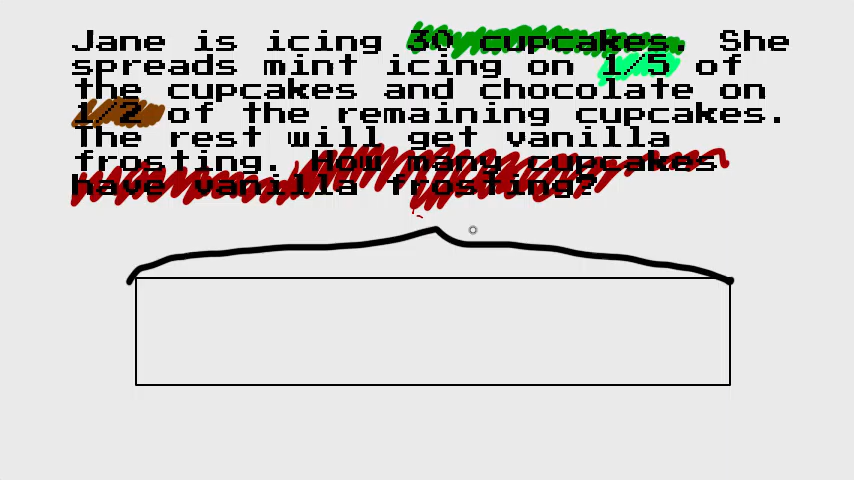 Jane is icing 30 cupcakes. She
spreads mint icing on 1/5 of
the cupcakes and chocolate on
1/2 of the remaining cupcakes.
The rest will get vanilla
frosting. How many cupcakes
have vanilla frosting?